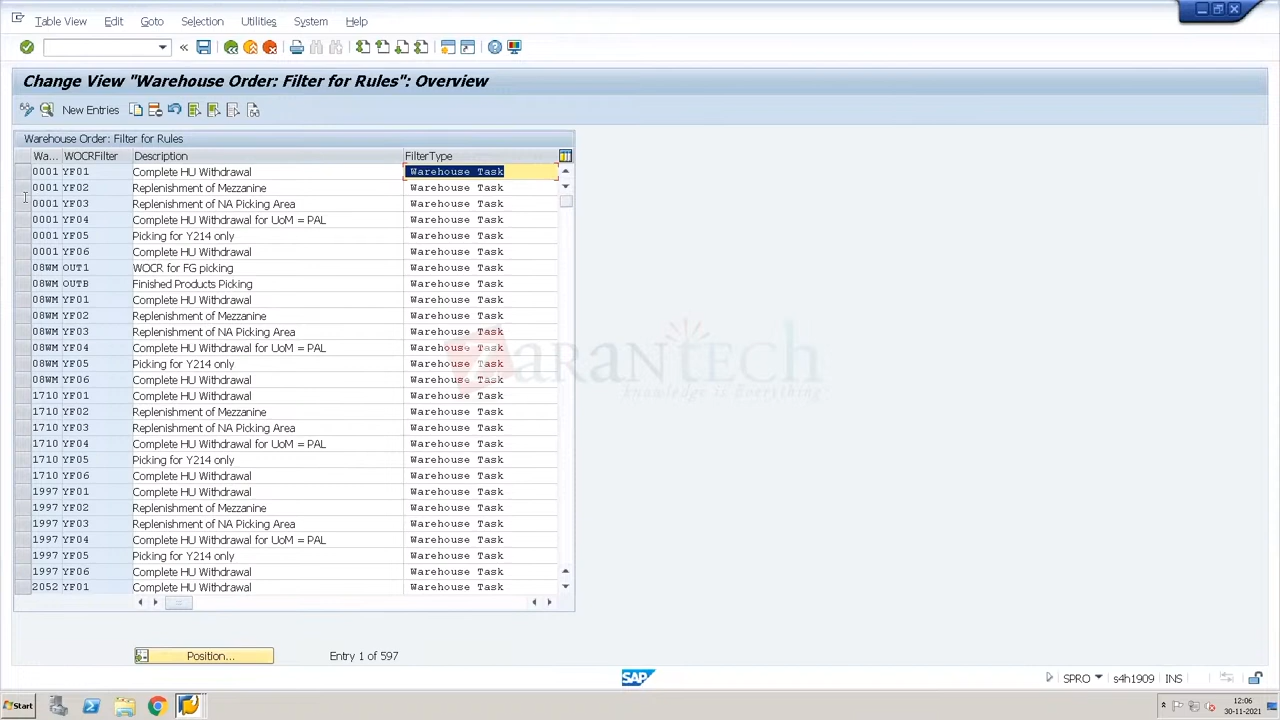 Table View Edit Goto Selection Utilities System Help
Change View "Warehouse Order: Filter for Rules": Overview
New Entries
Warehouse Order: Filter for Rules
Wa... WOCRFilter Description FilterType
0001 YF01 Complete HU Withdrawal Warehouse Task
0001 YF02 Replenishment of Mezzanine Warehouse Task
0001 YF03 Replenishment of NA Picking Area Warehouse Task
0001 YF04 Complete HU Withdrawal for UoM = PAL Warehouse Task
0001 YF05 Picking for Y214 only Warehouse Task
0001 YF06 Complete HU Withdrawal Warehouse Task
08WM OUT1 WOCR for FG picking Warehouse Task
08WM OUTB Finished Products Picking Warehouse Task
08WM YF01 Complete HU Withdrawal Warehouse Task
08WM YF02 Replenishment of Mezzanine Warehouse Task
08WM YF03 Replenishment of NA Picking Area Warehouse Task
08WM YF04 Complete HU Withdrawal for UoM = PAL Warehouse Task
08WM YF05 Picking for Y214 only Warehouse Task
08WM YF06 Complete HU Withdrawal Warehouse Task
1710 YF01 Complete HU Withdrawal Warehouse Task
1710 YF02 Replenishment of Mezzanine Warehouse Task
1710 YF03 Replenishment of NA Picking Area Warehouse Task
1710 YF04 Complete HU Withdrawal for UoM = PAL Warehouse Task
1710 YF05 Picking for Y214 only Warehouse Task
1710 YF06 Complete HU Withdrawal Warehouse Task
1997 YF01 Complete HU Withdrawal Warehouse Task
1997 YF02 Replenishment of Mezzanine Warehouse Task
1997 YF03 Replenishment of NA Picking Area Warehouse Task
1997 YF04 Complete HU Withdrawal for UoM = PAL Warehouse Task
1997 YF05 Picking for Y214 only Warehouse Task
1997 YF06 Complete HU Withdrawal Warehouse Task
2052 YF01 Complete HU Withdrawal Warehouse Task
ZaranTech
knowledge is Everything
Position... Entry 1 of 597
SAP SPRO s4h1909 INS
Start 12:06
30-11-2021